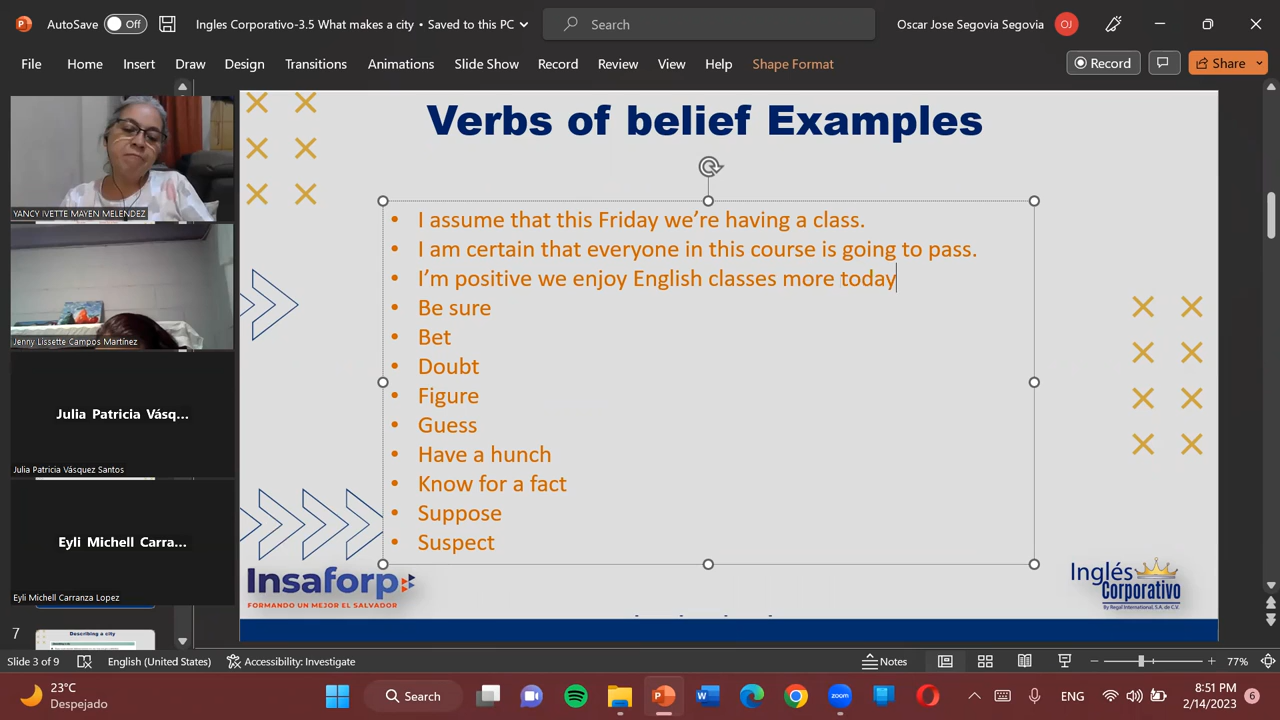 AutoSave Off Ingles Corporativo-3.5 What makes a city • Saved to this PC Search Oscar Jose Segovia Segovia OJ
File Home Insert Draw Design Transitions Animations Slide Show Record Review View Help Shape Format Record Share
YANCY IVETTE MAYEN MELENDEZ
Jenny Lissette Campos Martínez
Julia Patricia Vásq...
Julia Patricia Vásquez Santos
Eyli Michell Carra...
Eyli Michell Carranza Lopez
7 Describing a city
Verbs of belief Examples
• I assume that this Friday we’re having a class.
• I am certain that everyone in this course is going to pass.
• I’m positive we enjoy English classes more today
• Be sure
• Bet
• Doubt
• Figure
• Guess
• Have a hunch
• Know for a fact
• Suppose
• Suspect
Insaforp
FORMANDO UN MEJOR EL SALVADOR
Inglés
Corporativo
By Regal International, S.A. de C.V.
Slide 3 of 9 English (United States) Accessibility: Investigate Notes 77%
23°C
Despejado
Search
ENG
8:51 PM
2/14/2023
6